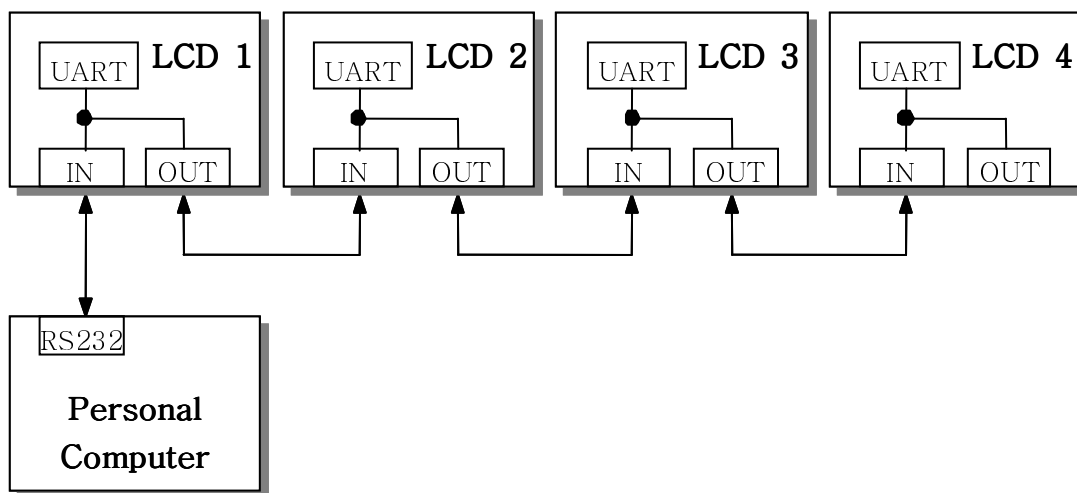 LCD 1
UART
IN
OUT
LCD 2
UART
IN
OUT
LCD 3
UART
IN
OUT
LCD 4
UART
IN
OUT
RS232
Personal
Computer